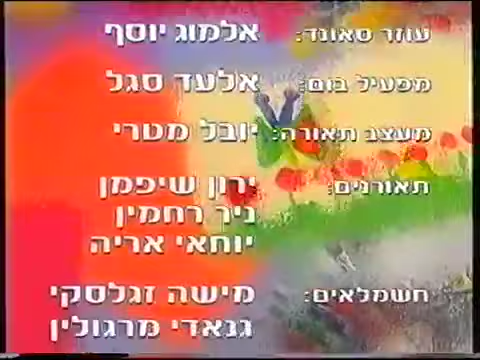 עוזר סאונד: אלמוג יוסף
מפעיל בום: אלעד סגל
מעצב תאורה: יובל מטרי
תאורנים: ירון שיפמן
ניר רחמין
יוחאי אריה
חשמלאים: מישה זגלסקי
גנאדי מרגולין